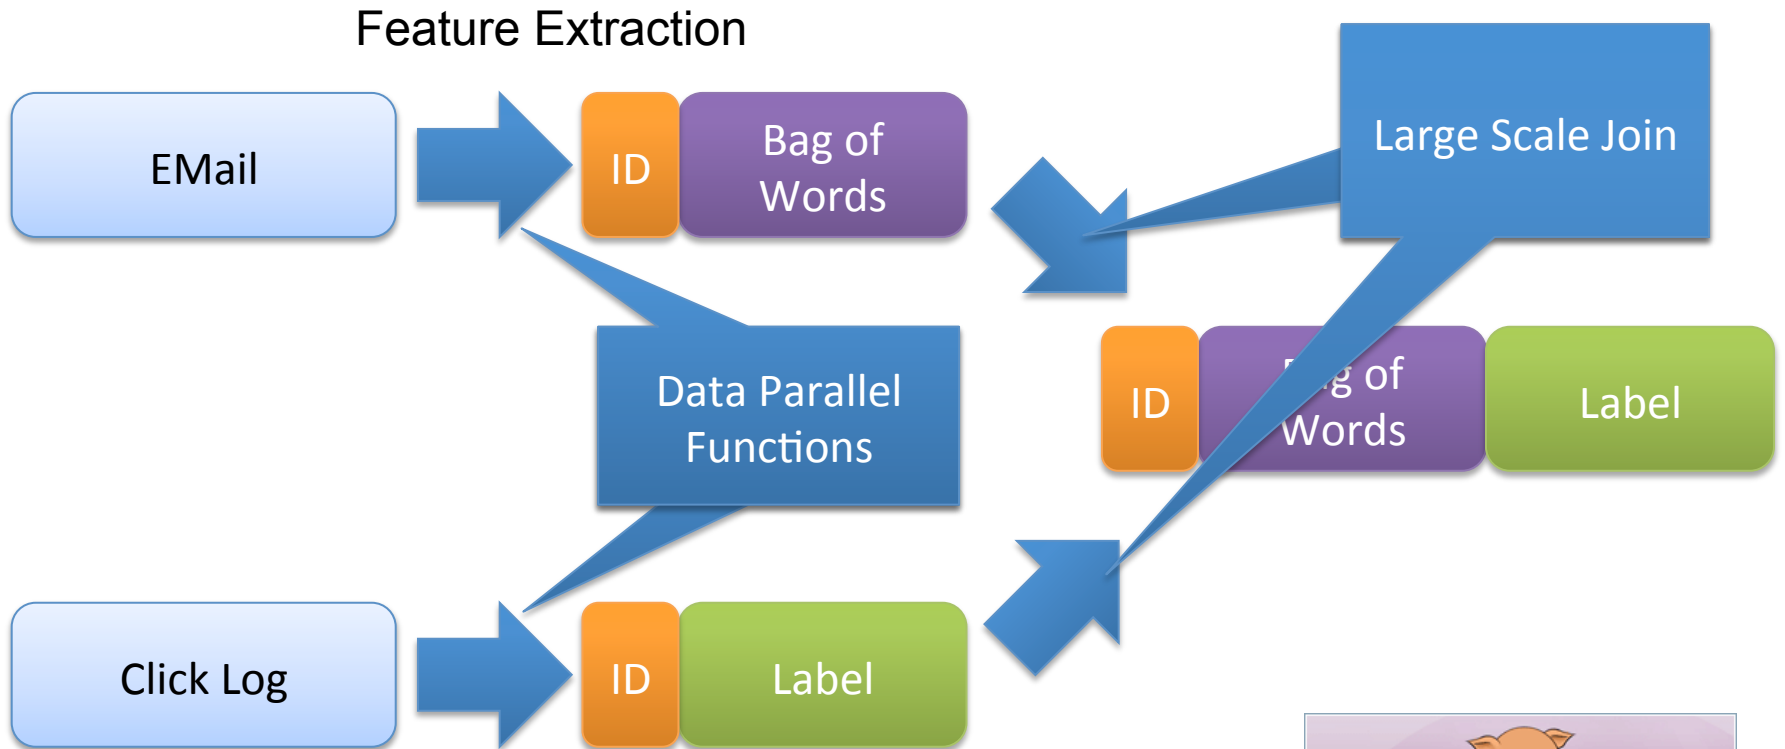 Feature Extraction
EMail
ID
Bag of
Words
Large Scale Join
Data Parallel
Functions
ID
of
Words
Label
Click Log
ID
Label